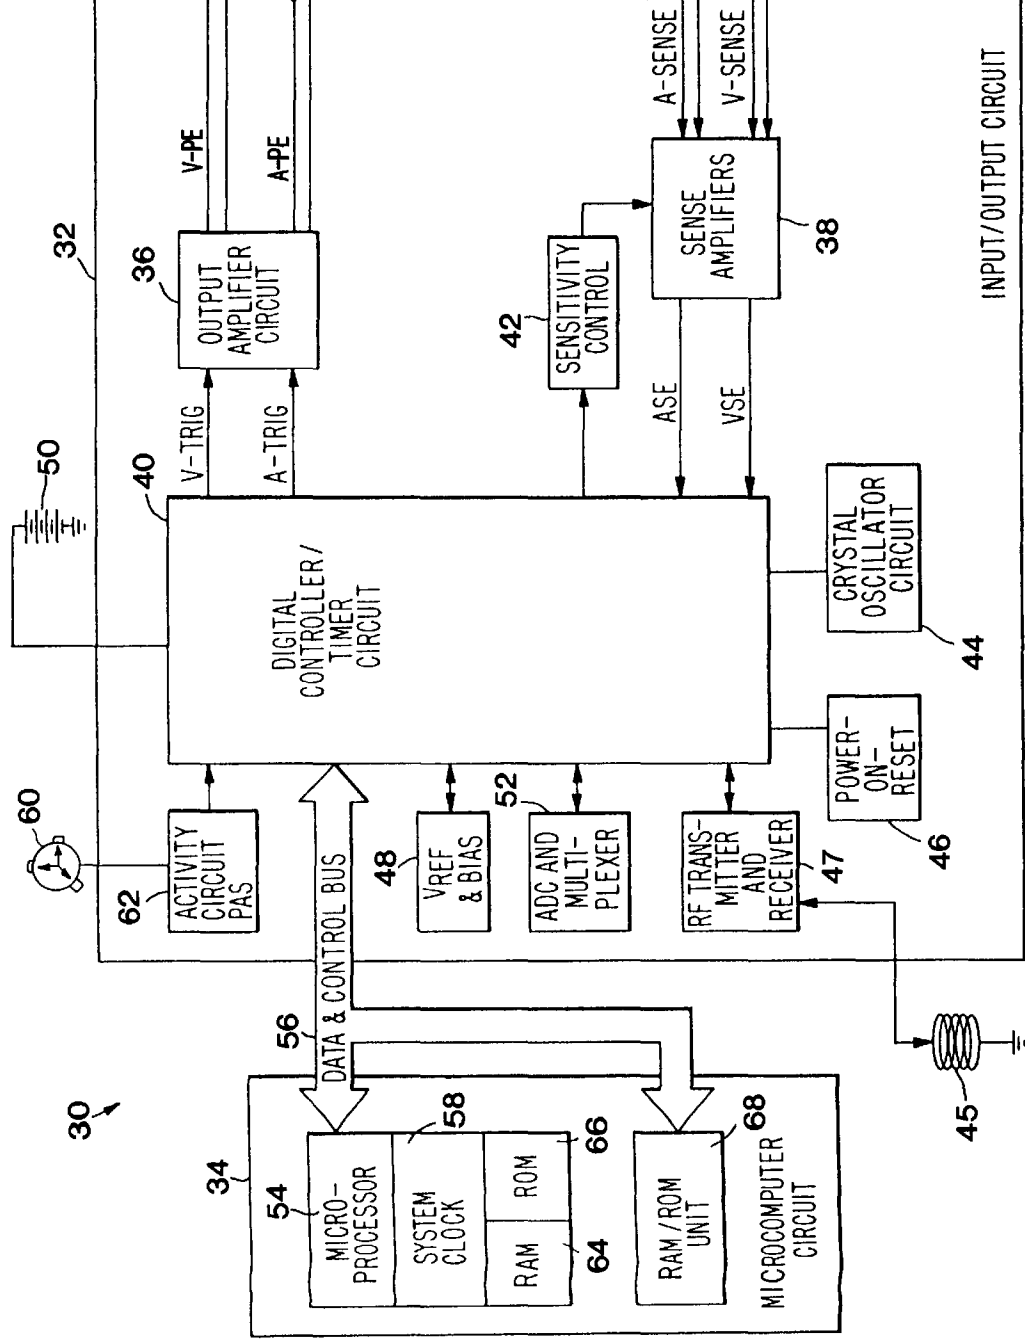 30
34
54
MICRO-
PROCESSOR
58
SYSTEM
CLOCK
RAM
ROM
64
66
RAM/ROM
UNIT
68
MICROCOMPUTER
CIRCUIT
56
DATA & CONTROL BUS
45
60
62
ACTIVITY
CIRCUIT
PAS
48
VREF
& BIAS
52
ADC AND
MULTI-
PLEXER
RF TRANS-
MITTER
AND
RECEIVER
47
POWER-
ON-
RESET
46
50
40
DIGITAL
CONTROLLER/
TIMER
CIRCUIT
CRYSTAL
OSCILLATOR
CIRCUIT
44
V-TRIG
A-TRIG
36
OUTPUT
AMPLIFIER
CIRCUIT
32
V-PE
A-PE
42
SENSITIVITY
CONTROL
ASE
VSE
SENSE
AMPLIFIERS
38
A-SENSE
V-SENSE
INPUT/OUTPUT CIRCUIT